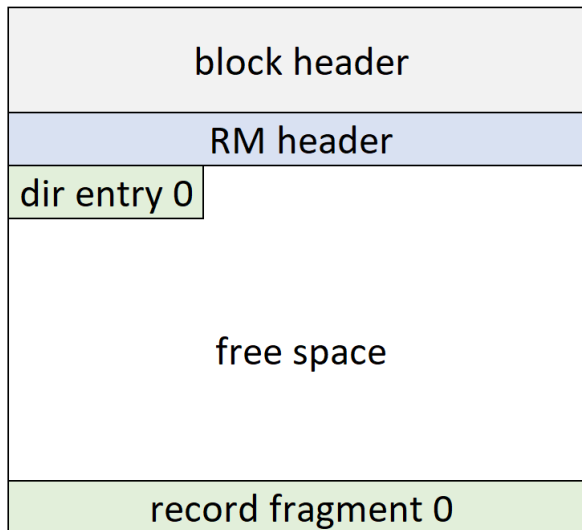 block header
RM header
dir entry 0
free space
record fragment 0